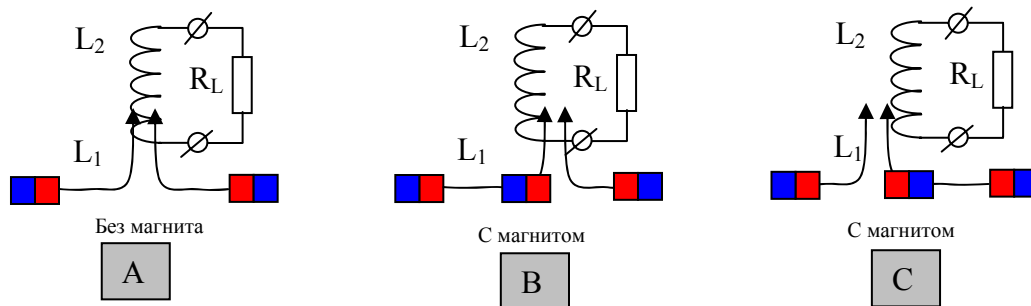 L2
RL
L1
Без магнита
A
L2
RL
L1
С магнитом
B
L2
RL
L1
С магнитом
C